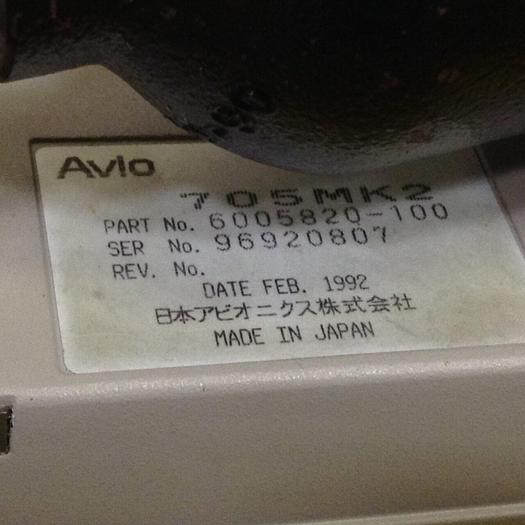 Avio
705MK2
PART No. 6005820-100
SER No. 96920807
REV. No.
DATE FEB. 1992
日本アビオニクス株式会社
MADE IN JAPAN